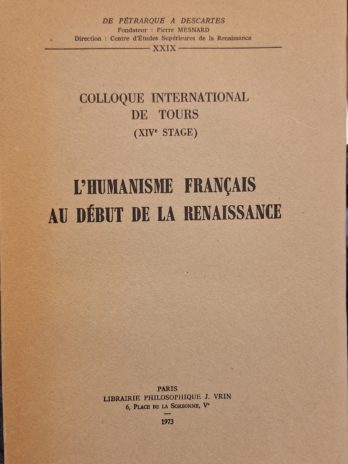 DE PÉTRARQUE A DESCARTES
Fondateur : Pierre MESNARD
Direction : Centre d'Études Supérieures de la Renaissance
XXIX
COLLOQUE INTERNATIONAL
DE TOURS
(XIVe STAGE)
L'HUMANISME FRANÇAIS
AU DÉBUT DE LA RENAISSANCE
PARIS
LIBRAIRIE PHILOSOPHIQUE J. VRIN
6, PLACE DE LA SORBONNE, Ve
1973